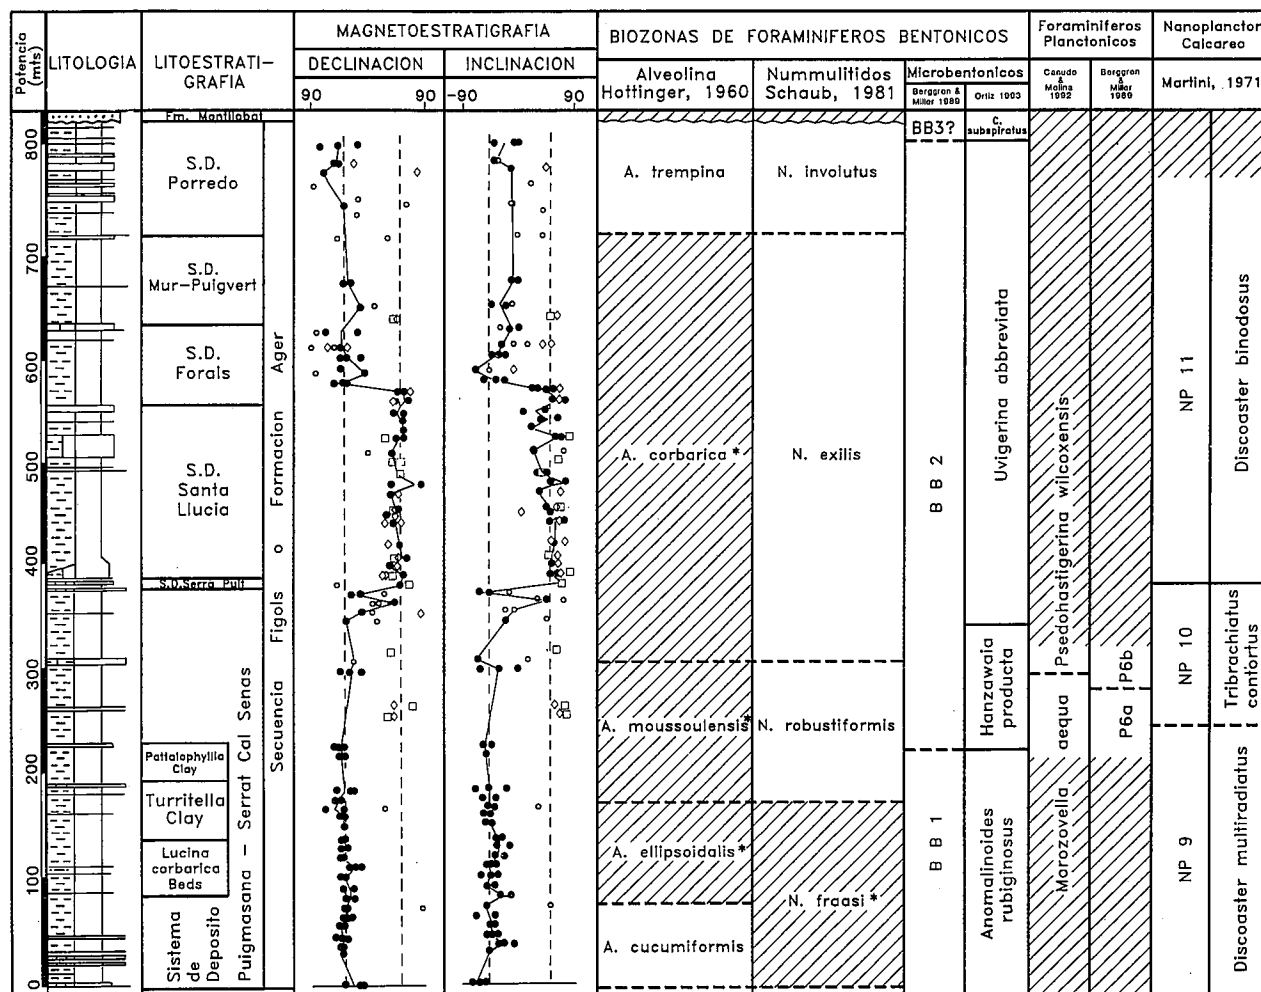 Potencia (mts)
LITOLOGIA
LITOESTRATI-
GRAFIA
MAGNETOESTRATIGRAFIA
DECLINACION
INCLINACION
90
90
-90
90
BIOZONAS DE FORAMINIFEROS BENTONICOS
Alveolina
Hottinger, 1960
Nummulitidos
Schaub, 1981
Microbentonicos
Berggren &
Miller 1989
Ortiz 1993
Foraminiferos
Planctonicos
Canudo
&
Molina
1992
Berggren
&
Miller
1989
Nanoplancton
Calcareo
Martini, 1971
800
700
600
500
400
300
200
100
0
Fm. Montllobat
S.D.
Porredo
S.D.
Mur-Puigvert
S.D.
Forals
S.D.
Santa
Llucia
S.D.Serra Puit
Pattalophyllia
Clay
Turritella
Clay
Lucina
corbarica
Beds
Sistema
de
Deposito
Puigmasana - Serrat Cal Senas
Secuencia Figols o Formacion Ager
A. trempina
A. corbarica *
A. moussoulensis*
A. ellipsoidalis*
A. cucumiformis
N. involutus
N. exilis
N. robustiformis
N. fraasi *
BB3?
B B 2
B B 1
C.
subspiratus
Uvigerina abbreviata
Hanzawaia
producta
Anomalinoides
rubiginosus
Psedohastigerina wilcoxensis
Marozovella aequa
P6b
P6a
NP 11
NP 10
NP 9
Discoaster binodosus
Tribrachiatus
contortus
Discoaster multiradiatus